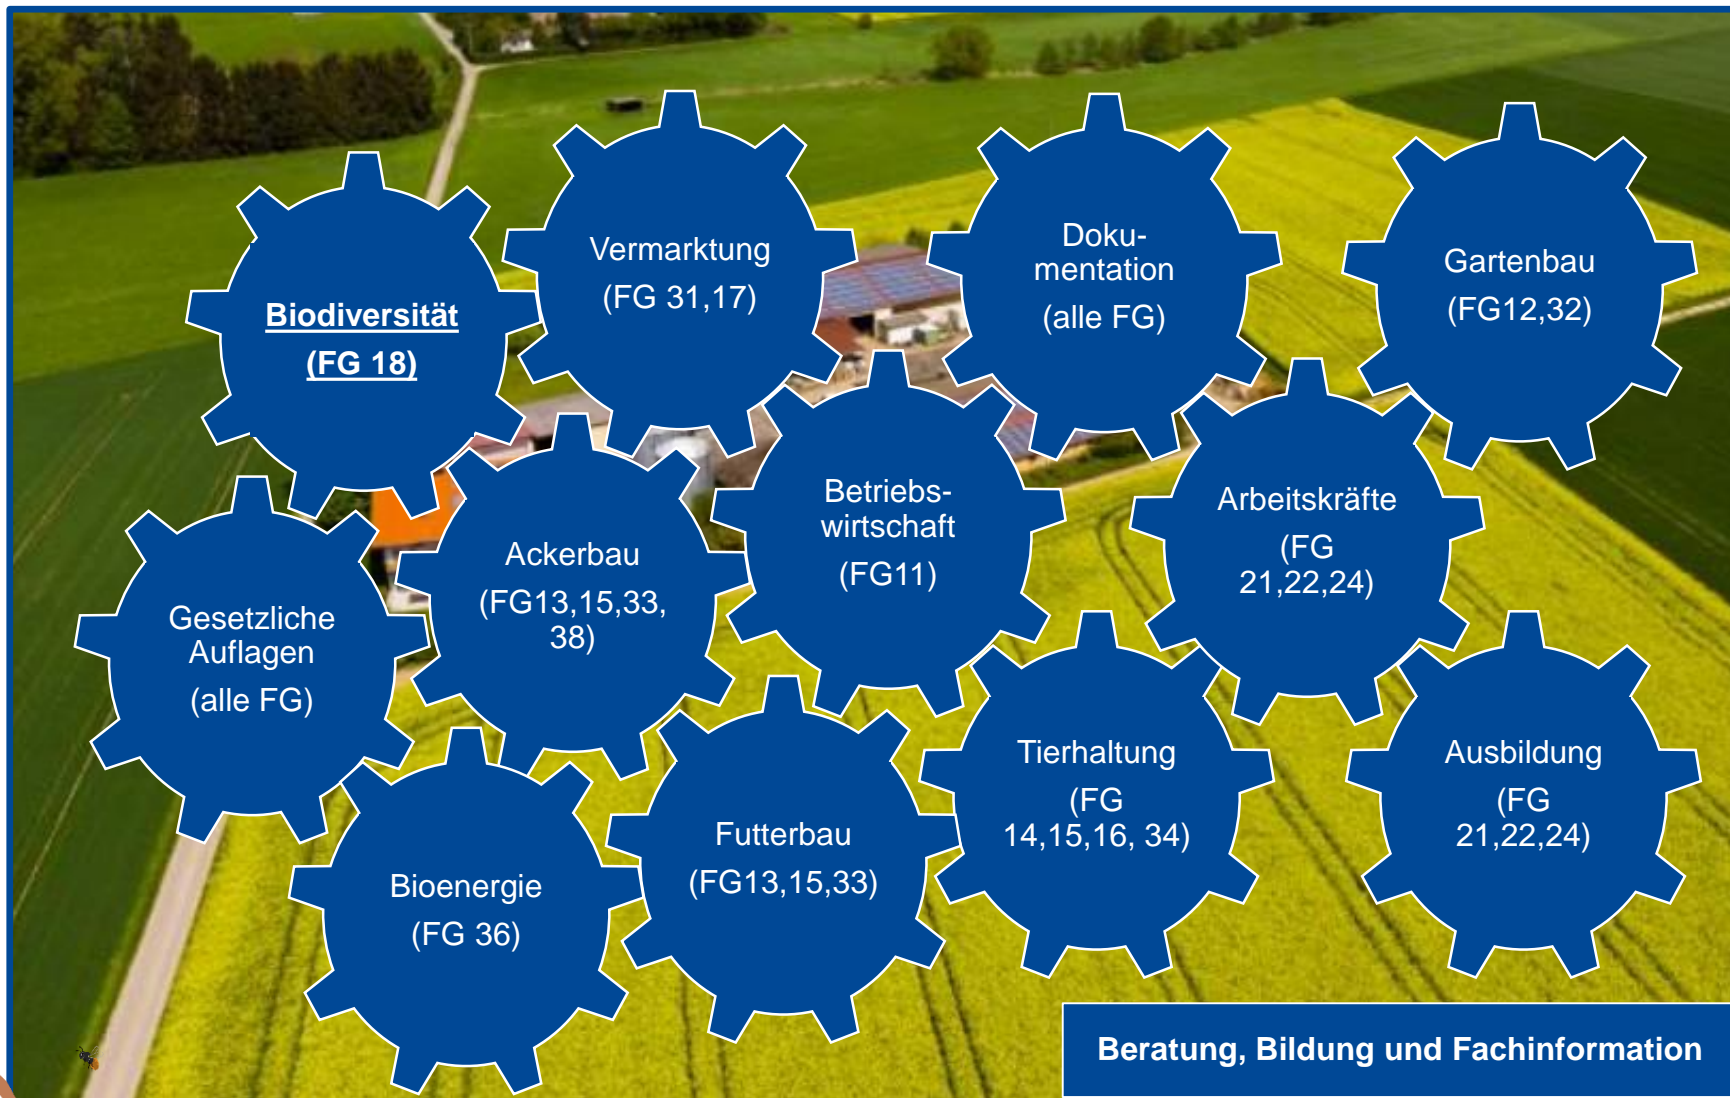 Biodiversität
(FG 18)
Vermarktung
(FG 31,17)
Doku-
mentation
(alle FG)
Gartenbau
(FG12,32)
Gesetzliche
Auflagen
(alle FG)
Ackerbau
(FG13,15,33,
38)
Betriebs-
wirtschaft
(FG11)
Arbeitskräfte
(FG
21,22,24)
Bioenergie
(FG 36)
Futterbau
(FG13,15,33)
Tierhaltung
(FG
14,15,16, 34)
Ausbildung
(FG
21,22,24)
Beratung, Bildung und Fachinformation